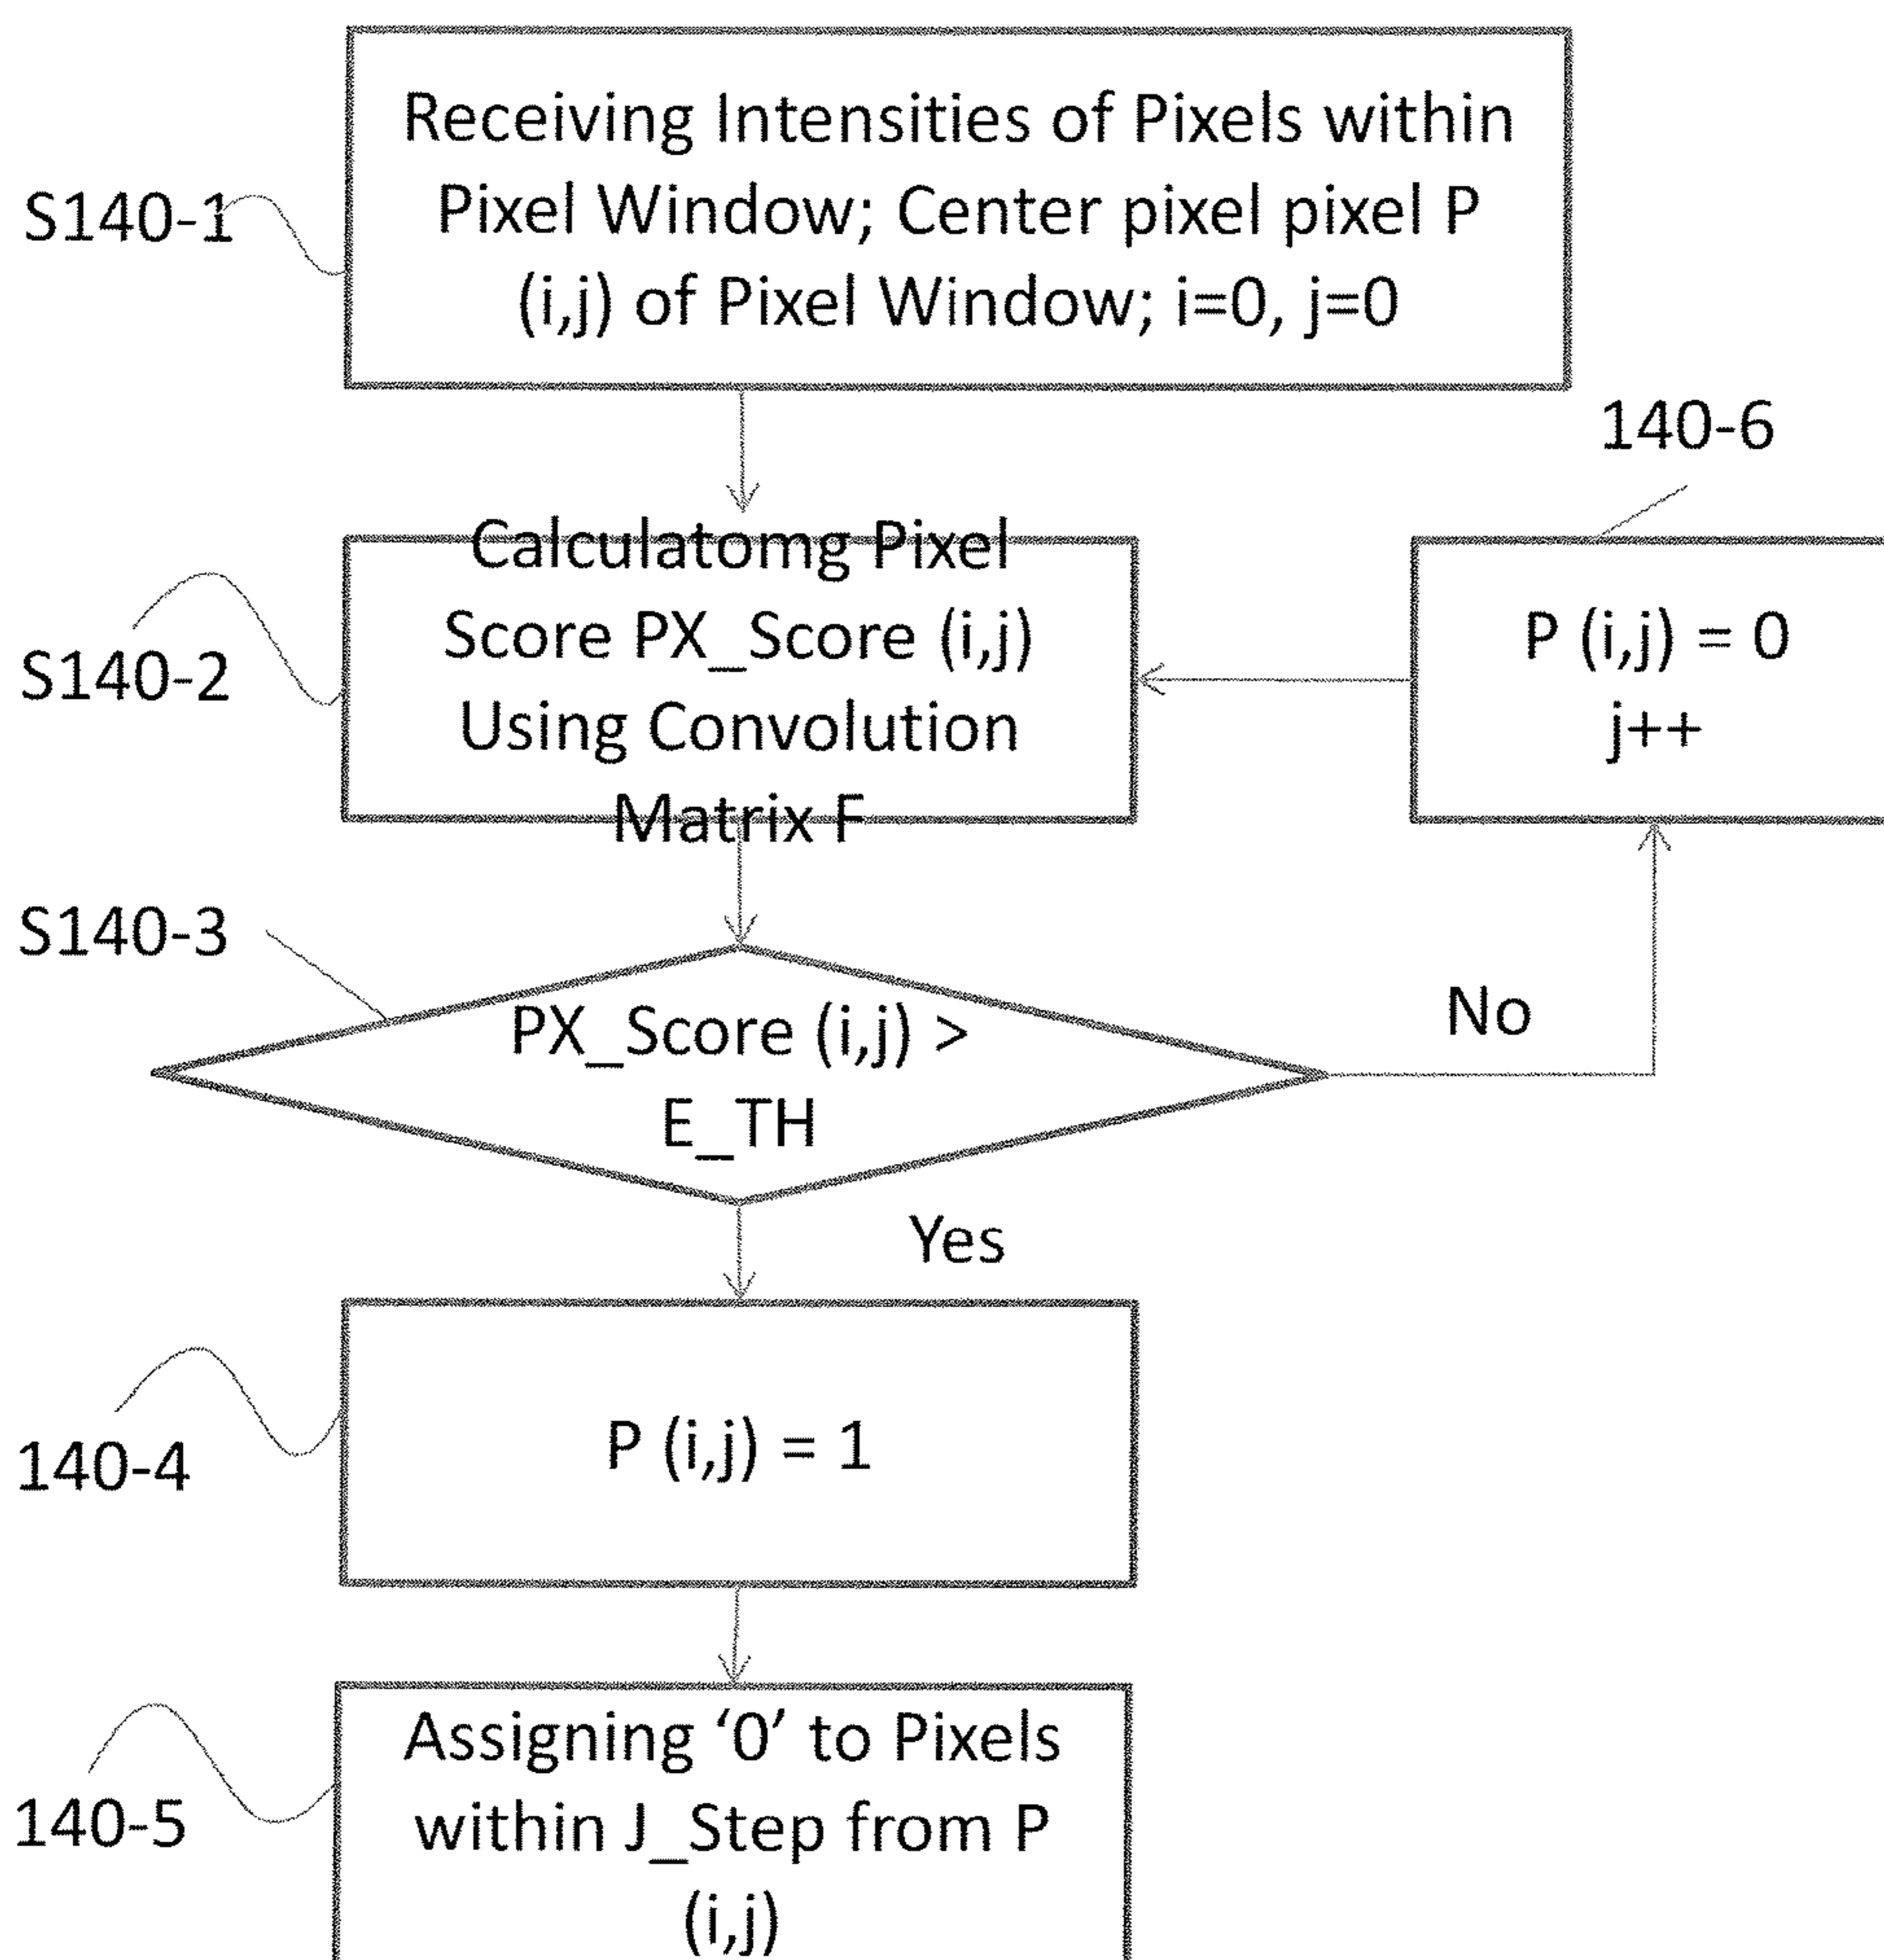 Receiving Intensities of Pixels within
Pixel Window; Center pixel pixel P
(i,j) of Pixel Window; i=0, j=0
S140-1
140-6
Calculatomg Pixel
Score PX_Score (i,j)
Using Convolution
Matrix F
S140-2
P (i,j) = 0
j++
S140-3
PX_Score (i,j) >
E_TH
No
Yes
P (i,j) = 1
140-4
Assigning ‘0’ to Pixels
within J_Step from P
(i,j)
140-5